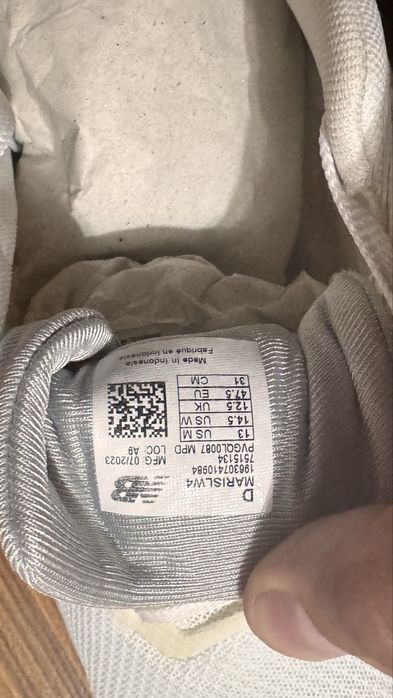 D
MARISLW4
196307410984
7515134
PVGQL0087 MPD
MFG: 07/2023 LOC: A9
13 US M
14.5 US W
12.5 UK
47.5 EU
31 CM
Made in Indonesia
Fabriqué en Indonésie